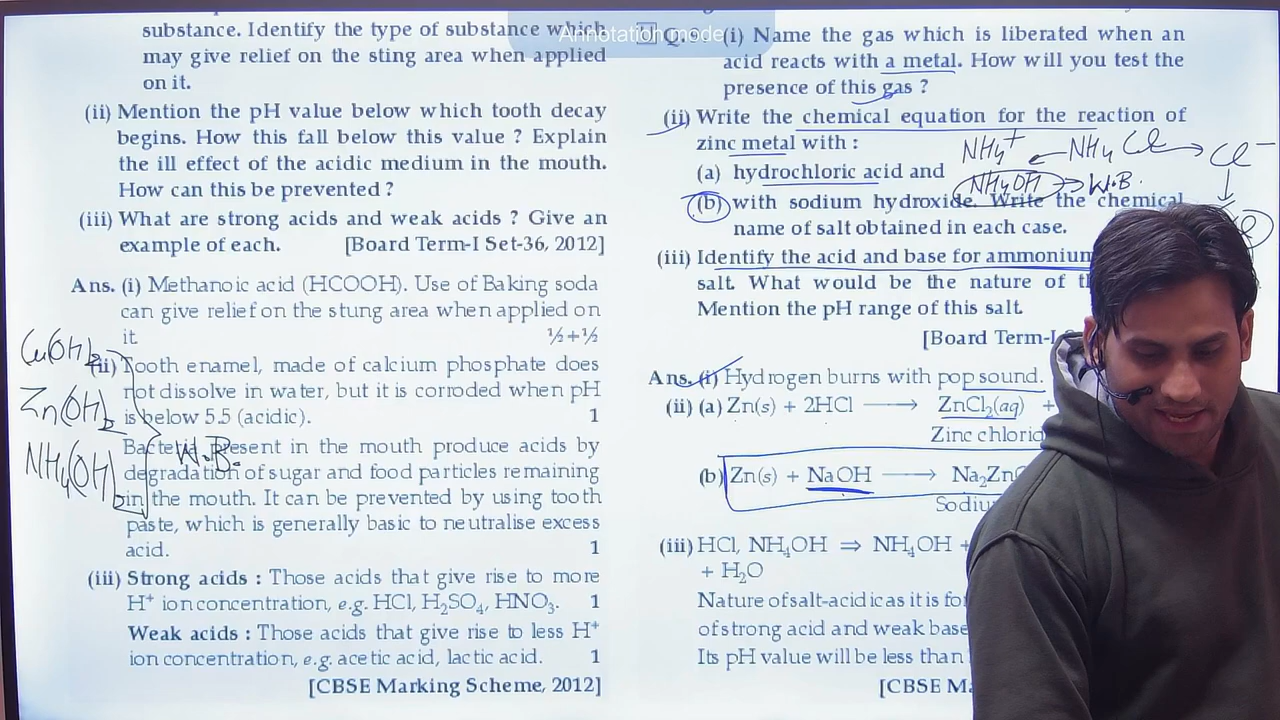 substance. Identify the type of substance which
may give relief on the sting area when applied
on it.
(ii) Mention the pH value below which tooth decay
begins. How this fall below this value ? Explain
the ill effect of the acidic medium in the mouth.
How can this be prevented ?
(iii) What are strong acids and weak acids ? Give an
example of each. [Board Term-I Set-36, 2012]
Ans. (i) Methanoic acid (HCOOH). Use of Baking soda
can give relief on the stung area when applied on
it. ½+½
(ii) Tooth enamel, made of calcium phosphate does
not dissolve in water, but it is corroded when pH
is below 5.5 (acidic). 1
Bacteria present in the mouth produce acids by
degradation of sugar and food particles remaining
in the mouth. It can be prevented by using tooth
paste, which is generally basic to neutralise excess
acid. 1
(iii) Strong acids : Those acids that give rise to more
H⁺ ion concentration, e.g. HCl, H₂SO₄, HNO₃. 1
Weak acids : Those acids that give rise to less H⁺
ion concentration, e.g. acetic acid, lactic acid. 1
[CBSE Marking Scheme, 2012]
Cu(OH)₂
Zn(OH)₂
NH₄(OH)
W.B.
Annotation mode
(i) Name the gas which is liberated when an
acid reacts with a metal. How will you test the
presence of this gas ?
(ii) Write the chemical equation for the reaction of
zinc metal with :
(a) hydrochloric acid and
(b) with sodium hydroxide. Write the chemical
name of salt obtained in each case.
NH₄⁺ ← NH₄Cl → Cl⁻
NH₄OH → W.B.
(iii) Identify the acid and base for ammonium
salt. What would be the nature of
Mention the pH range of this salt.
[Board Term-I
Ans. (i) Hydrogen burns with pop sound.
(ii) (a) Zn(s) + 2HCl ⟶ ZnCl₂(aq) +
Zinc
(b) Zn(s) + NaOH ⟶
(iii) HCl, NH₄OH ⇒ NH₄OH +
+ H₂O
Nature of salt-acidic as it is
of strong acid and weak base
Its pH value will be less than
[CBSE